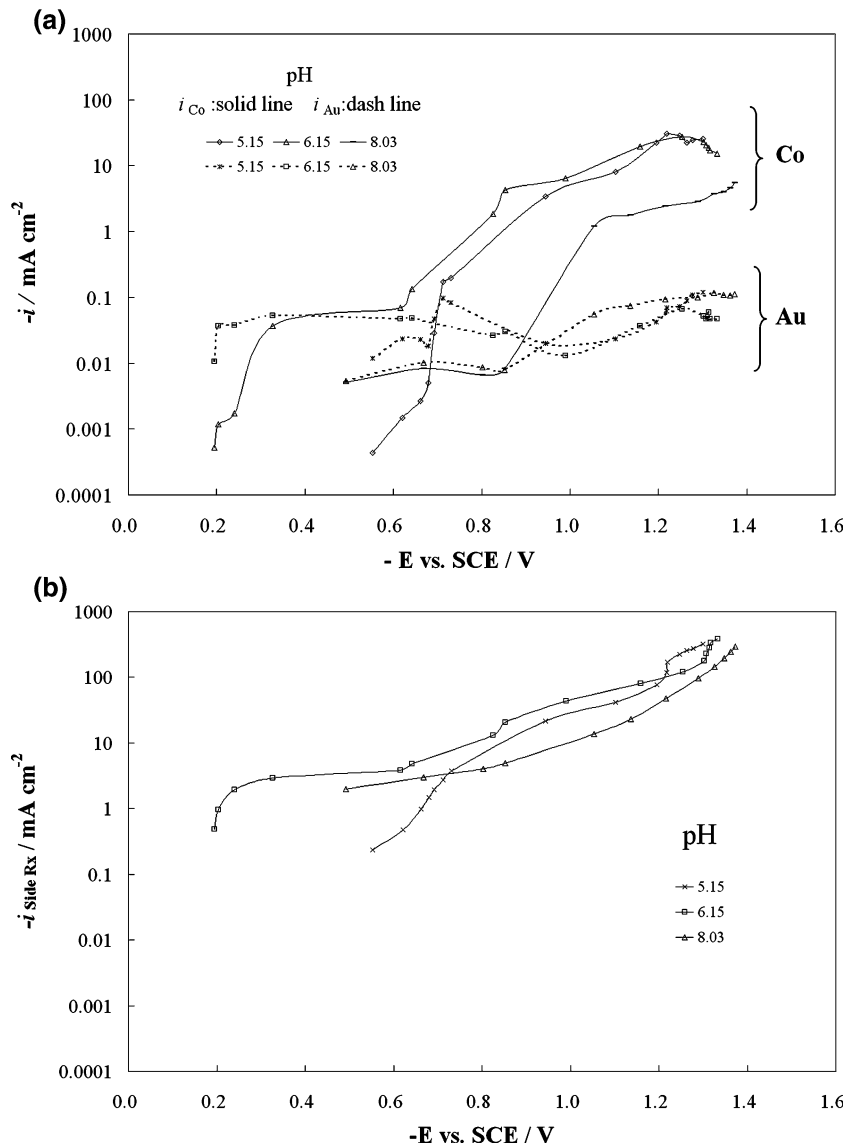 (a)
1000
100
10
1
0.1
0.01
0.001
0.0001
-i / mA cm-2
pH
i Co :solid line i Au:dash line
5.15 6.15 8.03
5.15 6.15 8.03
Co
Au
0.0 0.2 0.4 0.6 0.8 1.0 1.2 1.4 1.6
- E vs. SCE / V
(b)
1000
100
10
1
0.1
0.01
0.001
0.0001
-i Side Rx / mA cm-2
pH
5.15
6.15
8.03
0.0 0.2 0.4 0.6 0.8 1.0 1.2 1.4 1.6
-E vs. SCE / V